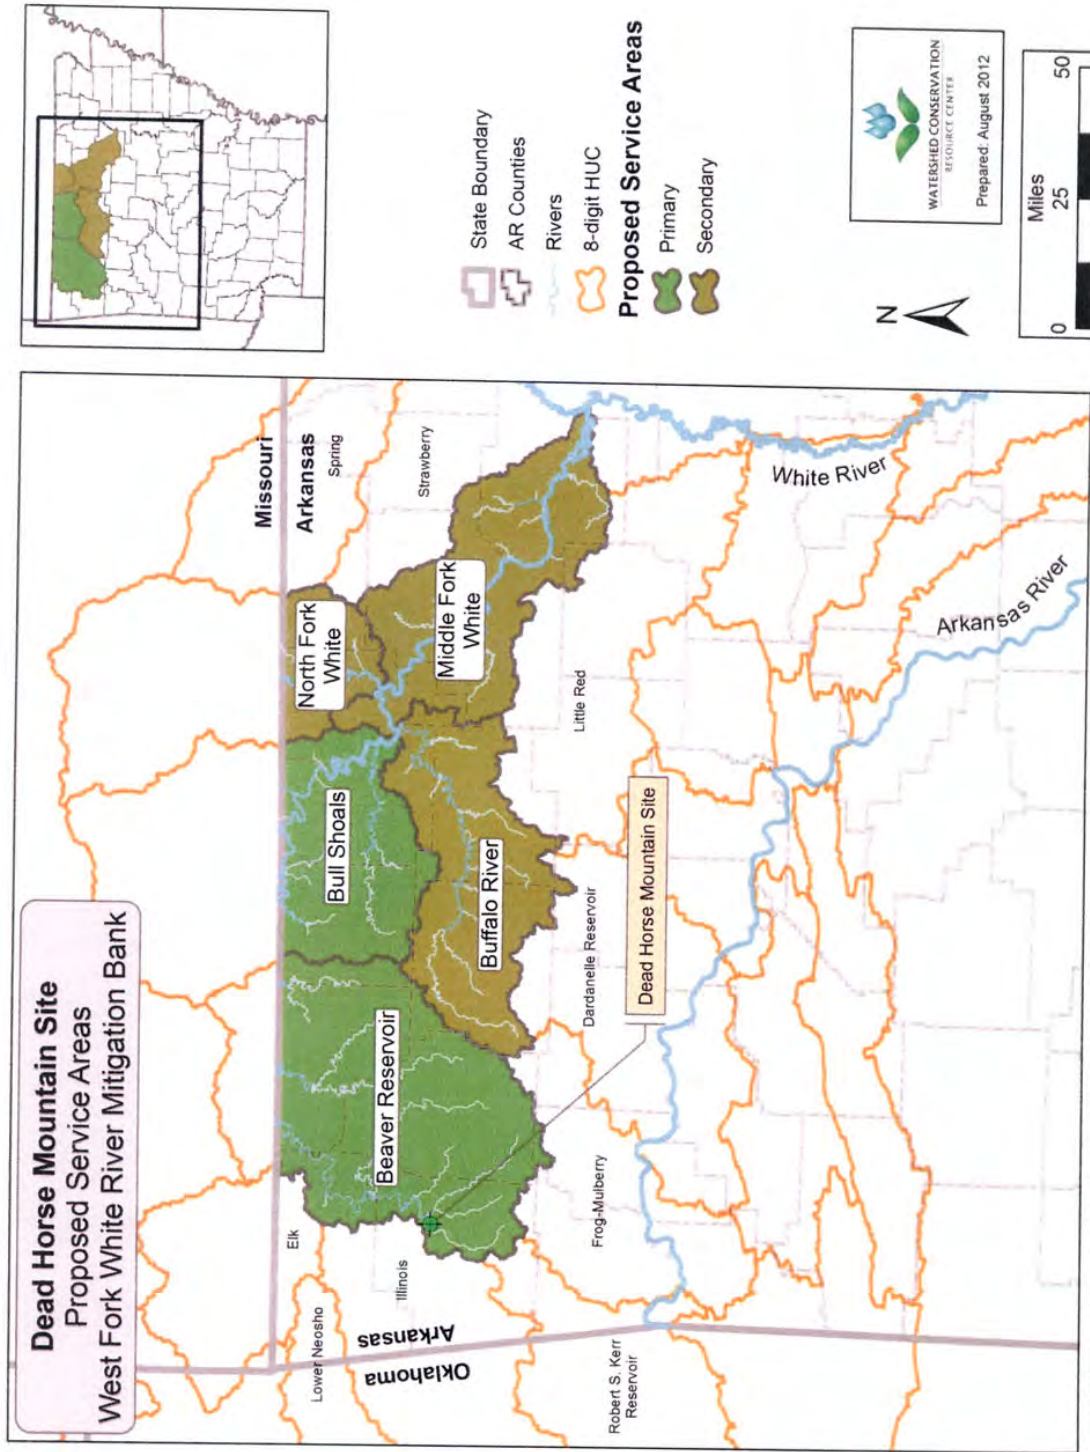 Dead Horse Mountain Site
Proposed Service Areas
West Fork White River Mitigation Bank
Missouri
Arkansas
Spring
Strawberry
North Fork
White
Middle Fork
White
Bull Shoals
Buffalo River
Beaver Reservoir
Elk
Illinois
Lower Neosho
Oklahoma
Arkansas
Robert S. Kerr
Reservoir
Frog-Mulberry
Dardanelle Reservoir
Little Red
Dead Horse Mountain Site
White River
Arkansas River
State Boundary
AR Counties
Rivers
8-digit HUC
Proposed Service Areas
Primary
Secondary
N
WATERSHED CONSERVATION
RESOURCE CENTER
Prepared: August 2012
Miles
0 25 50